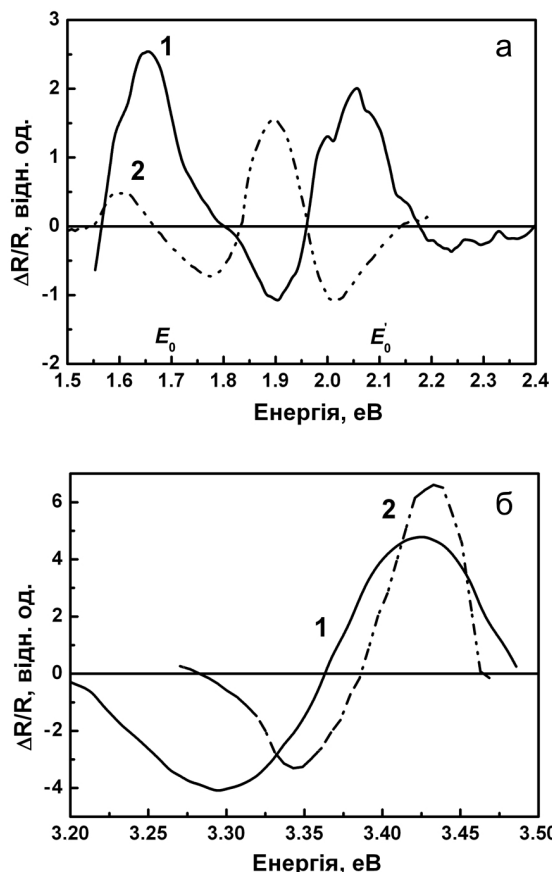 3
2
1
0
-1
-2
ΔR/R, відн. од.
1
2
а
E₀
E₀'
1.5 1.6 1.7 1.8 1.9 2.0 2.1 2.2 2.3 2.4
Енергія, еВ
6
4
2
0
-2
-4
ΔR/R, відн. од.
1
2
б
3.20 3.25 3.30 3.35 3.40 3.45 3.50
Енергія, еВ